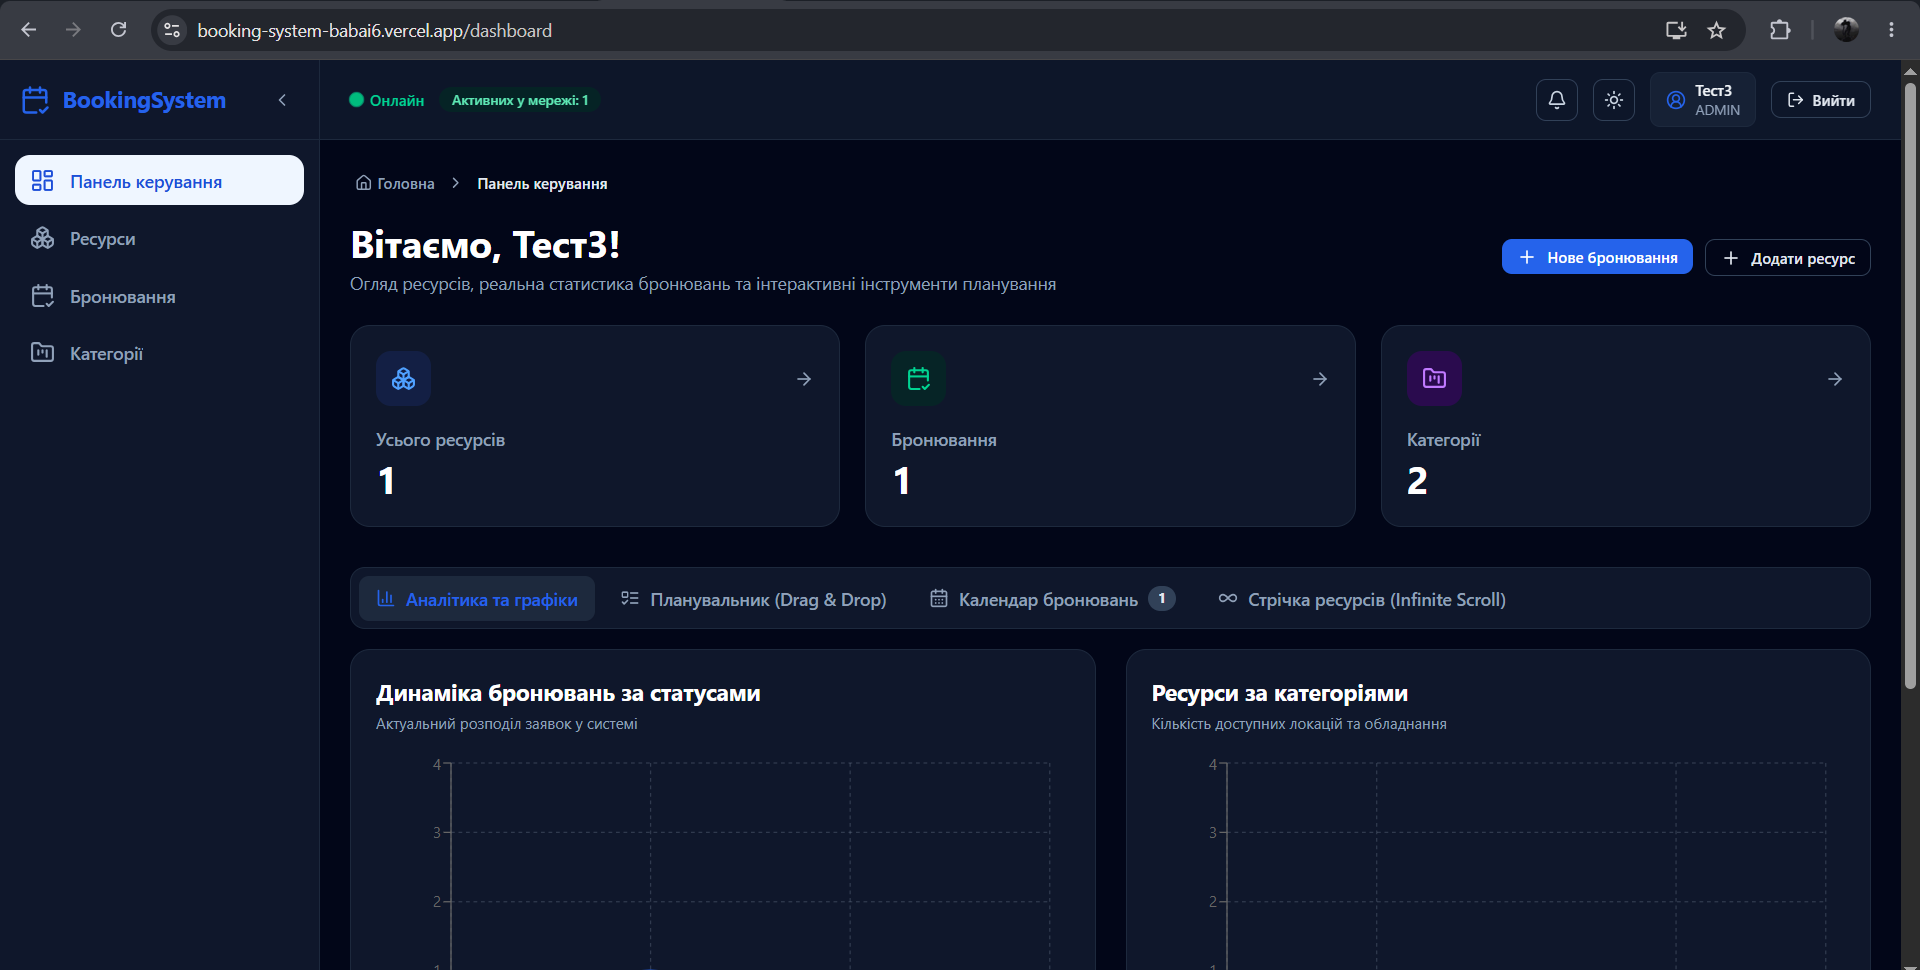 booking-system-babai6.vercel.app/dashboard
BookingSystem
Онлайн
Активних у мережі: 1
Тест3
ADMIN
Вийти
Панель керування
Ресурси
Бронювання
Категорії
Головна
Панель керування
Вітаємо, Тест3!
Огляд ресурсів, реальна статистика бронювань та інтерактивні інструменти планування
Нове бронювання
Додати ресурс
Усього ресурсів
1
Бронювання
1
Категорії
2
Аналітика та графіки
Планувальник (Drag & Drop)
Календар бронювань 1
Стрічка ресурсів (Infinite Scroll)
Динаміка бронювань за статусами
Актуальний розподіл заявок у системі
4
3
2
1
Ресурси за категоріями
Кількість доступних локацій та обладнання
4
3
2
1